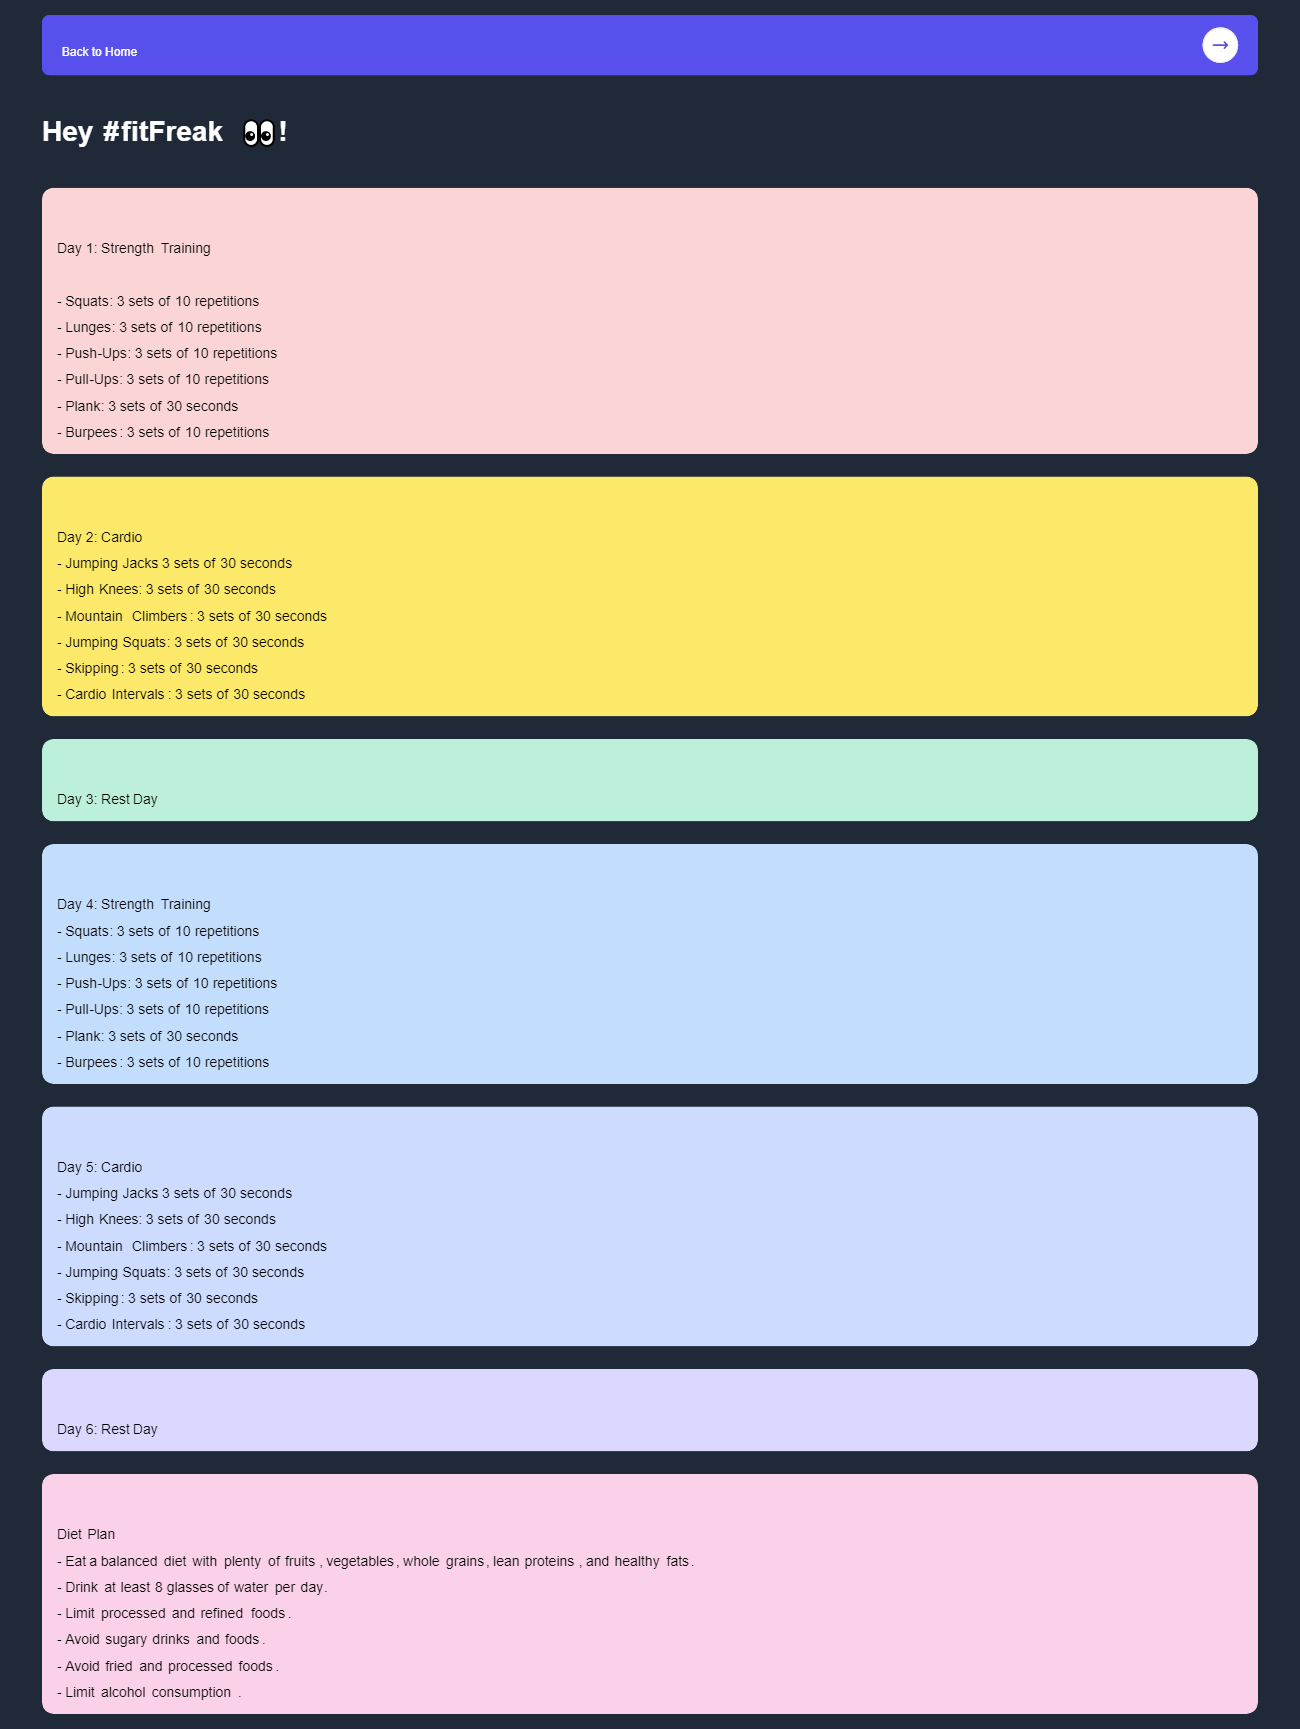 Back to Home
Hey #fitFreak 👀!
Day 1: Strength Training
- Squats: 3 sets of 10 repetitions
- Lunges: 3 sets of 10 repetitions
- Push-Ups: 3 sets of 10 repetitions
- Pull-Ups: 3 sets of 10 repetitions
- Plank: 3 sets of 30 seconds
- Burpees: 3 sets of 10 repetitions
Day 2: Cardio
- Jumping Jacks 3 sets of 30 seconds
- High Knees: 3 sets of 30 seconds
- Mountain Climbers: 3 sets of 30 seconds
- Jumping Squats: 3 sets of 30 seconds
- Skipping: 3 sets of 30 seconds
- Cardio Intervals: 3 sets of 30 seconds
Day 3: Rest Day
Day 4: Strength Training
- Squats: 3 sets of 10 repetitions
- Lunges: 3 sets of 10 repetitions
- Push-Ups: 3 sets of 10 repetitions
- Pull-Ups: 3 sets of 10 repetitions
- Plank: 3 sets of 30 seconds
- Burpees: 3 sets of 10 repetitions
Day 5: Cardio
- Jumping Jacks 3 sets of 30 seconds
- High Knees: 3 sets of 30 seconds
- Mountain Climbers: 3 sets of 30 seconds
- Jumping Squats: 3 sets of 30 seconds
- Skipping: 3 sets of 30 seconds
- Cardio Intervals: 3 sets of 30 seconds
Day 6: Rest Day
Diet Plan
- Eat a balanced diet with plenty of fruits, vegetables, whole grains, lean proteins, and healthy fats.
- Drink at least 8 glasses of water per day.
- Limit processed and refined foods.
- Avoid sugary drinks and foods.
- Avoid fried and processed foods.
- Limit alcohol consumption.